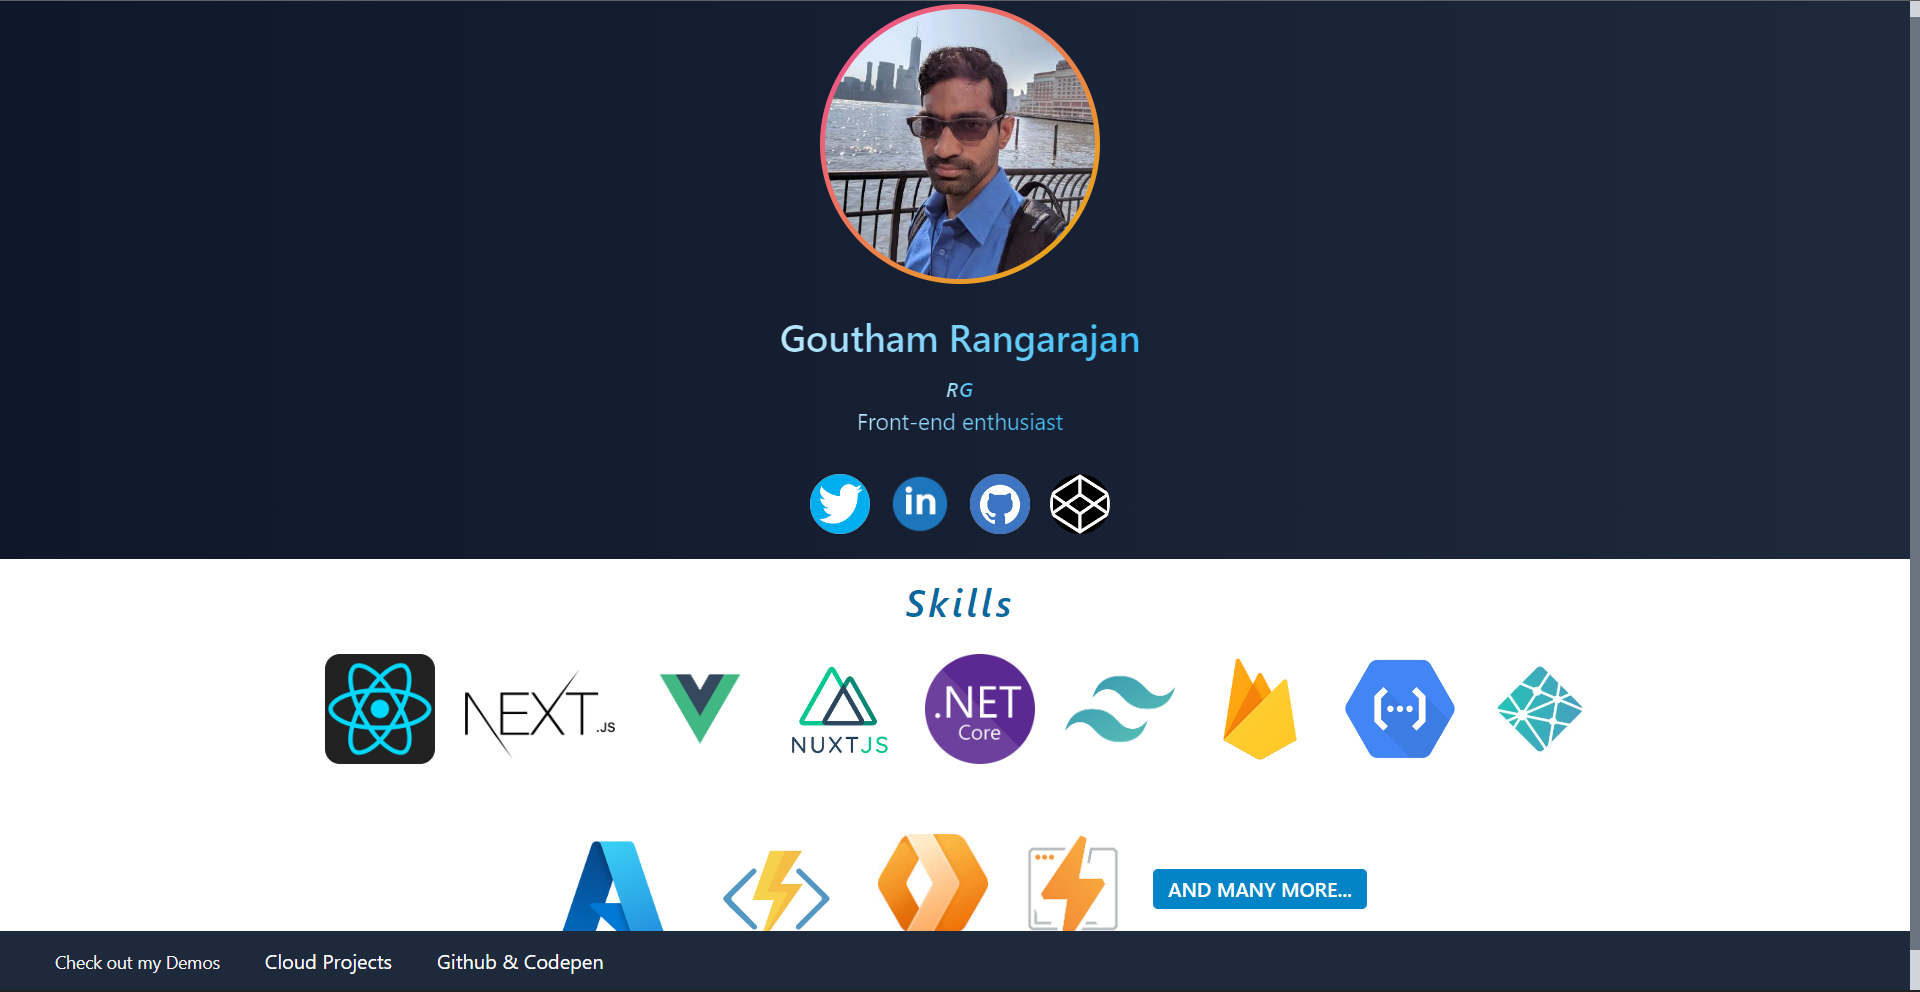 Goutham Rangarajan
RG
Front-end enthusiast
in
Skills
NEXT.JS
NUXTJS
.NET
Core
AND MANY MORE...
Check out my Demos
Cloud Projects
Github & Codepen